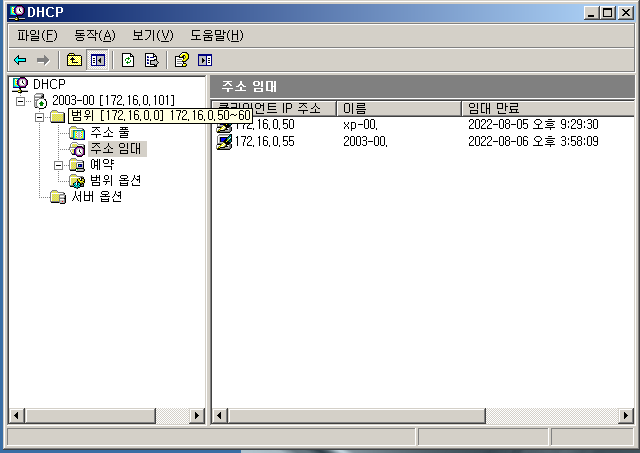 DHCP
파일(F) 동작(A) 보기(V) 도움말(H)
DHCP
2003-00 [172.16.0.101]
범위 [172.16.0.0] 172.16.0.50~60
주소 풀
주소 임대
예약
범위 옵션
서버 옵션
주소 임대
클라이언트 IP 주소 이름 임대 만료
172.16.0.50 xp-00. 2022-08-05 오후 9:29:30
172.16.0.55 2003-00. 2022-08-06 오후 3:58:09